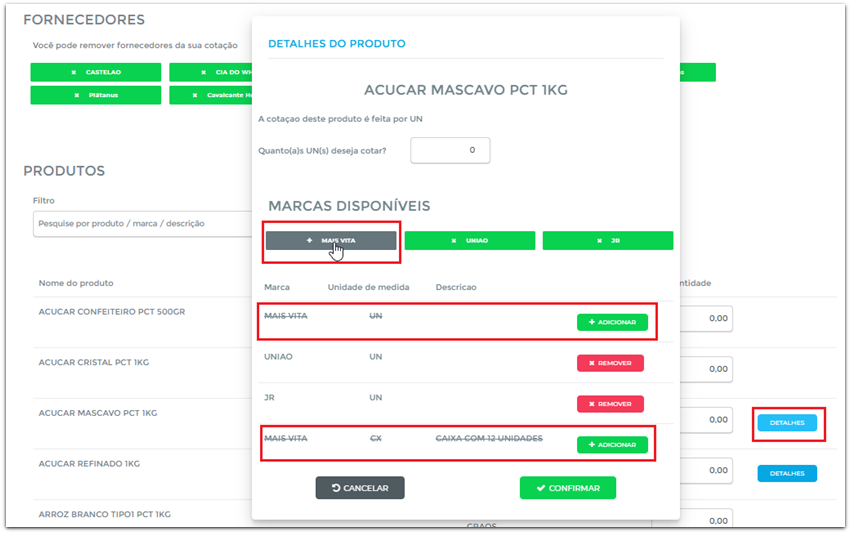 FORNECEDORES
Você pode remover fornecedores da sua cotação
✖ CASTELAO
✖ CIA DO WH
✖ Plátanus
✖ Cavalcante Ho
DETALHES DO PRODUTO
ACUCAR MASCAVO PCT 1KG
A cotaçao deste produto é feita por UN
Quanto(a)s UN(s) deseja cotar? 0
MARCAS DISPONÍVEIS
+ MAIS VITA
✖ UNIAO
✖ JR
Marca Unidade de medida Descricao
MAIS VITA UN + ADICIONAR
UNIAO UN ✖ REMOVER
JR UN ✖ REMOVER
MAIS VITA CX CAIXA COM 12 UNIDADES + ADICIONAR
CANCELAR
CONFIRMAR
PRODUTOS
Filtro
Pesquise por produto / marca / descrição
Nome do produto ntidade
ACUCAR CONFEITEIRO PCT 500GR 0,00
ACUCAR CRISTAL PCT 1KG 0,00
ACUCAR MASCAVO PCT 1KG 0,00 DETALHES
ACUCAR REFINADO 1KG 0,00 DETALHES
ARROZ BRANCO TIPO1 PCT 1KG 0,00